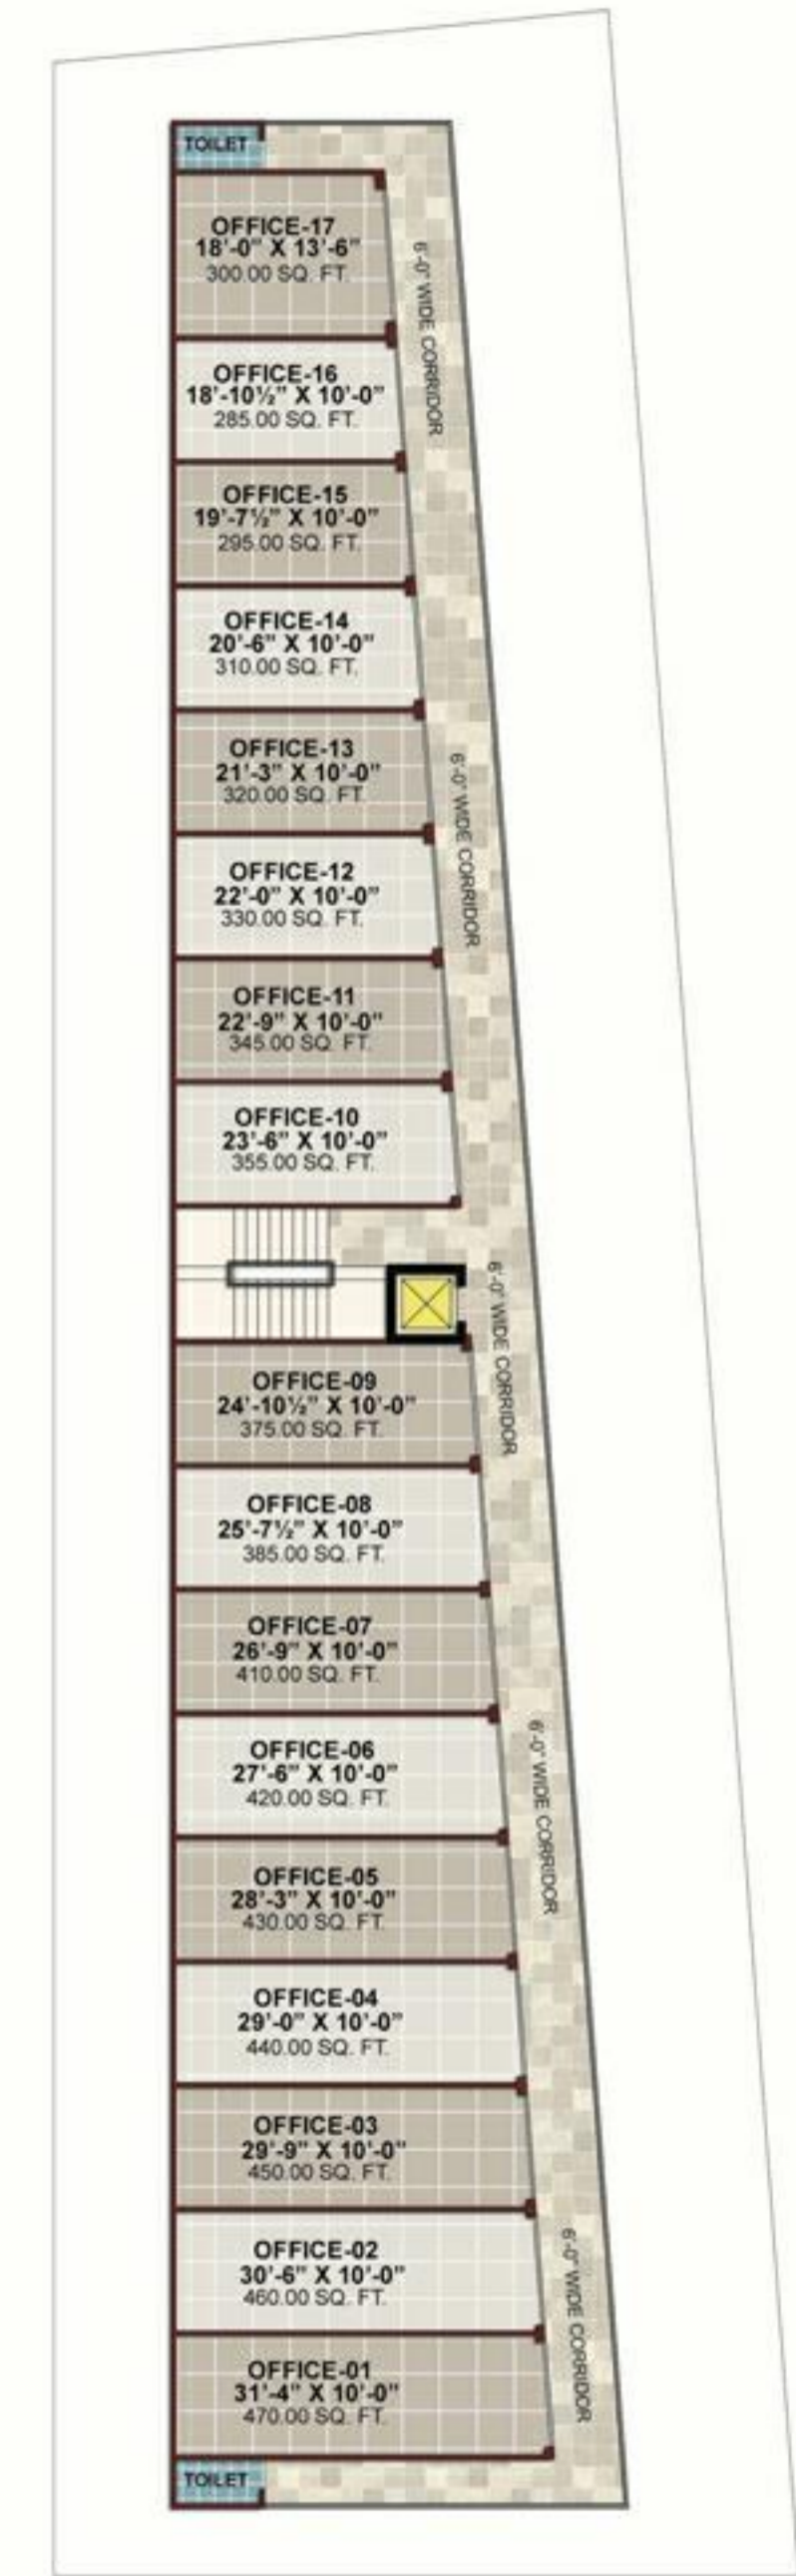 TOILET
OFFICE-17
18'-0" X 13'-6"
300.00 SQ. FT.
6'-0" WIDE CORRIDOR
OFFICE-16
18'-10½" X 10'-0"
285.00 SQ. FT.
OFFICE-15
19'-7½" X 10'-0"
295.00 SQ. FT.
OFFICE-14
20'-6" X 10'-0"
310.00 SQ. FT.
OFFICE-13
21'-3" X 10'-0"
320.00 SQ. FT.
6'-0" WIDE CORRIDOR
OFFICE-12
22'-0" X 10'-0"
330.00 SQ. FT.
OFFICE-11
22'-9" X 10'-0"
345.00 SQ. FT.
OFFICE-10
23'-6" X 10'-0"
355.00 SQ. FT.
6'-0" WIDE CORRIDOR
OFFICE-09
24'-10½" X 10'-0"
375.00 SQ. FT.
OFFICE-08
25'-7½" X 10'-0"
385.00 SQ. FT.
OFFICE-07
26'-9" X 10'-0"
410.00 SQ. FT.
OFFICE-06
27'-6" X 10'-0"
420.00 SQ. FT.
6'-0" WIDE CORRIDOR
OFFICE-05
28'-3" X 10'-0"
430.00 SQ. FT.
OFFICE-04
29'-0" X 10'-0"
440.00 SQ. FT.
OFFICE-03
29'-9" X 10'-0"
450.00 SQ. FT.
OFFICE-02
30'-6" X 10'-0"
460.00 SQ. FT.
6'-0" WIDE CORRIDOR
OFFICE-01
31'-4" X 10'-0"
470.00 SQ. FT.
TOILET